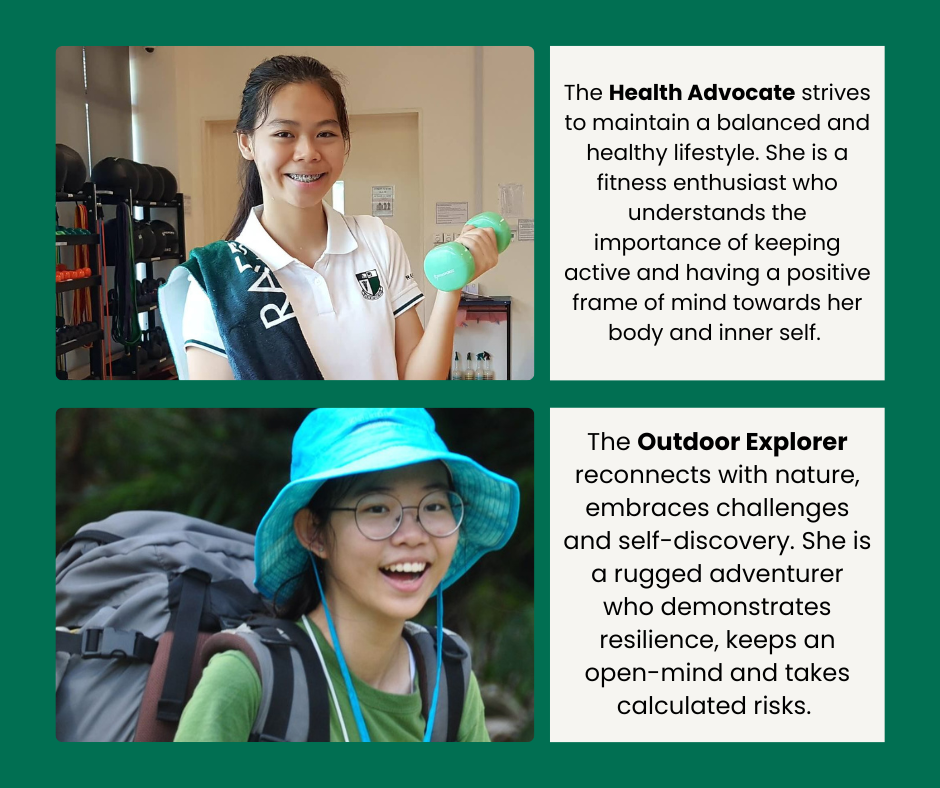 The Health Advocate strives
to maintain a balanced and
healthy lifestyle. She is a
fitness enthusiast who
understands the
importance of keeping
active and having a positive
frame of mind towards her
body and inner self.
The Outdoor Explorer
reconnects with nature,
embraces challenges
and self-discovery. She is
a rugged adventurer
who demonstrates
resilience, keeps an
open-mind and takes
calculated risks.